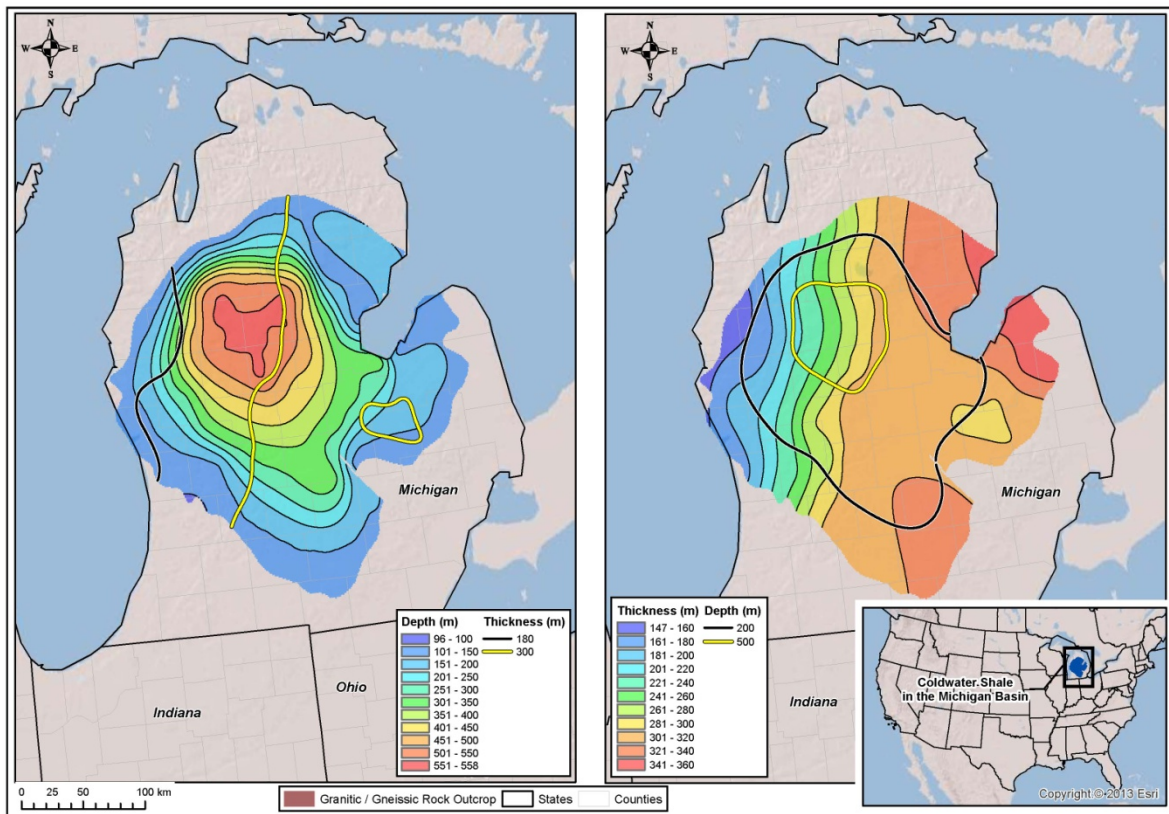 N
W E
S
Michigan
Ohio
Indiana
Depth (m) Thickness (m)
96 - 100 180
101 - 150 300
151 - 200
201 - 250
251 - 300
301 - 350
351 - 400
401 - 450
451 - 500
501 - 550
551 - 558
0 25 50 100 km
N
W E
S
Michigan
Indiana
Thickness (m) Depth (m)
147 - 160 200
161 - 180 500
181 - 200
201 - 220
221 - 240
241 - 260
261 - 280
281 - 300
301 - 320
321 - 340
341 - 360
Coldwater Shale
in the Michigan Basin
Copyright:© 2013 Esri
Granitic / Gneissic Rock Outcrop States Counties